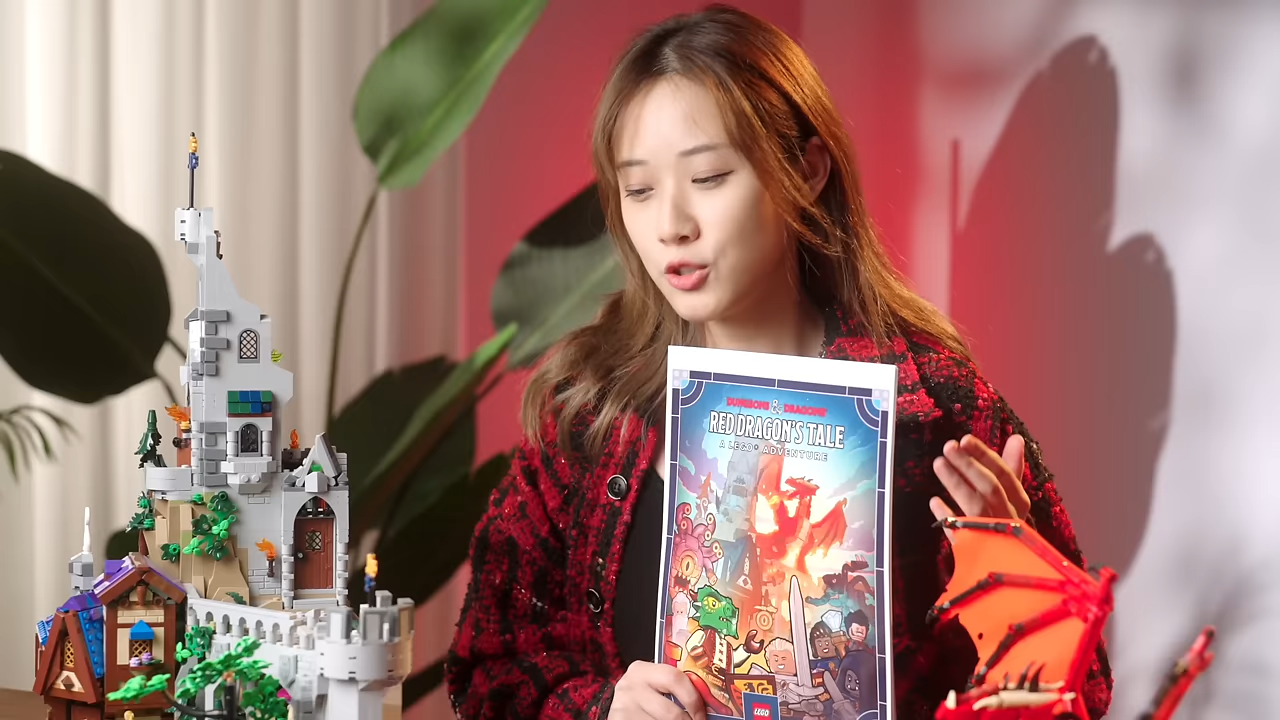 DUNGEONS & DRAGONS
RED DRAGON'S TALE
A LEGO® ADVENTURE
LEGO